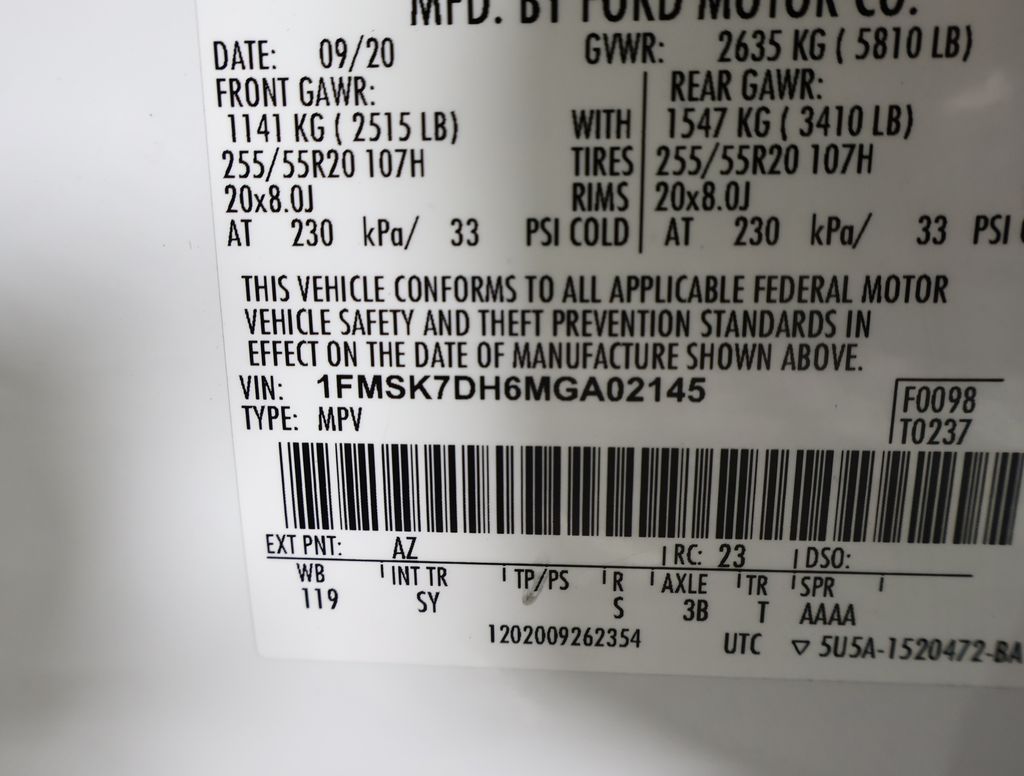 MFD. BY FORD MOTOR CO.
DATE: 09/20 GVWR: 2635 KG ( 5810 LB)
FRONT GAWR: REAR GAWR:
1141 KG ( 2515 LB) WITH 1547 KG ( 3410 LB)
255/55R20 107H TIRES 255/55R20 107H
20x8.0J RIMS 20x8.0J
AT 230 kPa/ 33 PSI COLD AT 230 kPa/ 33 PSI
THIS VEHICLE CONFORMS TO ALL APPLICABLE FEDERAL MOTOR
VEHICLE SAFETY AND THEFT PREVENTION STANDARDS IN
EFFECT ON THE DATE OF MANUFACTURE SHOWN ABOVE.
VIN: 1FMSK7DH6MGA02145 F0098
TYPE: MPV T0237
EXT PNT: AZ RC: 23 DSO:
WB INT TR TP/PS R AXLE TR SPR
119 SY S 3B T AAAA
1202009262354 UTC ▽ 5U5A-1520472-BA